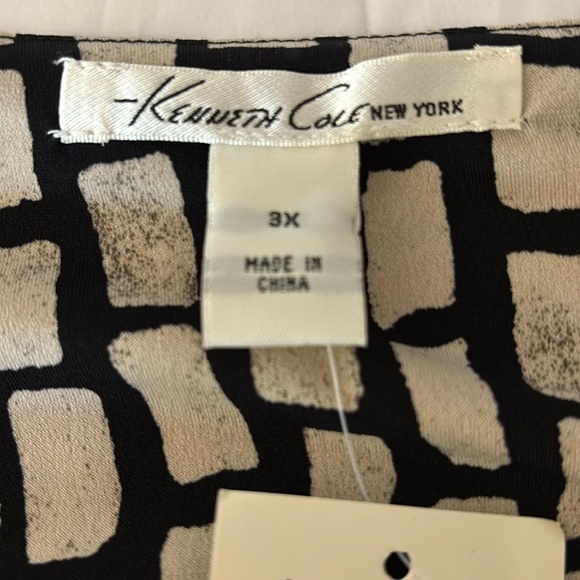 Kenneth Cole NEW YORK
3X
MADE IN
CHINA